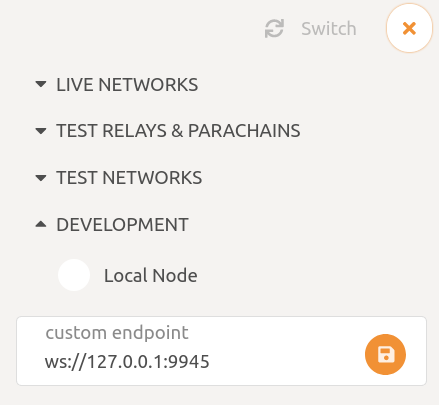 Switch
LIVE NETWORKS
TEST RELAYS & PARACHAINS
TEST NETWORKS
DEVELOPMENT
Local Node
custom endpoint
ws://127.0.0.1:9945